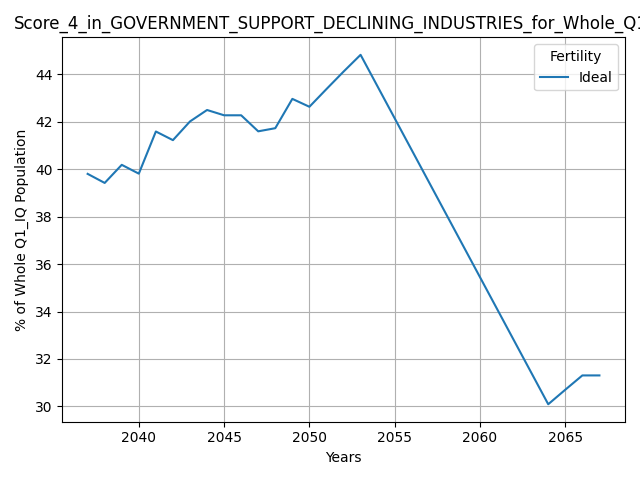 Score_4_in_GOVERNMENT_SUPPORT_DECLINING_INDUSTRIES_for_Whole_Q1
Fertility
Ideal
% of Whole Q1_IQ Population
44
42
40
38
36
34
32
30
2040 2045 2050 2055 2060 2065
Years